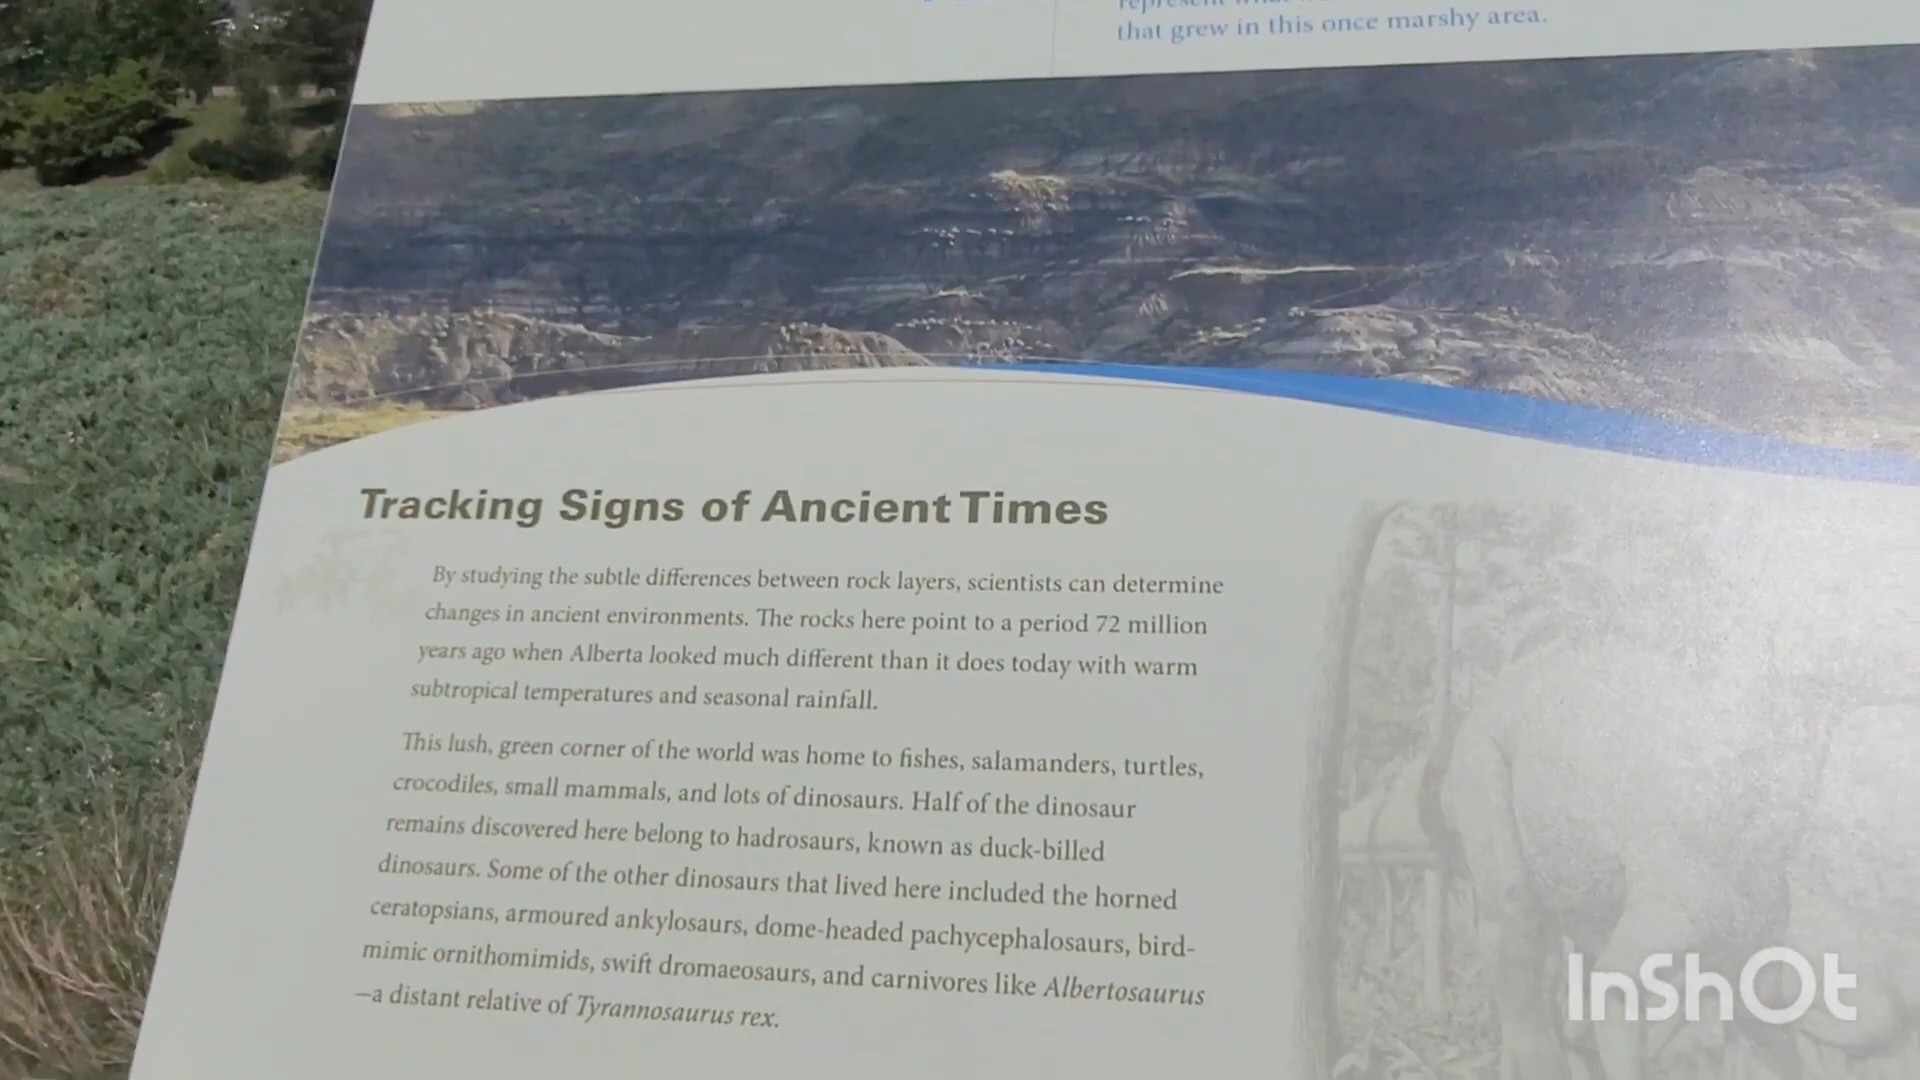 that grew in this once marshy area.
Tracking Signs of Ancient Times
By studying the subtle differences between rock layers, scientists can determine
changes in ancient environments. The rocks here point to a period 72 million
years ago when Alberta looked much different than it does today with warm
subtropical temperatures and seasonal rainfall.
This lush, green corner of the world was home to fishes, salamanders, turtles,
crocodiles, small mammals, and lots of dinosaurs. Half of the dinosaur
remains discovered here belong to hadrosaurs, known as duck-billed
dinosaurs. Some of the other dinosaurs that lived here included the horned
ceratopsians, armoured ankylosaurs, dome-headed pachycephalosaurs, bird-
mimic ornithomimids, swift dromaeosaurs, and carnivores like Albertosaurus
—a distant relative of Tyrannosaurus rex.
InShOt